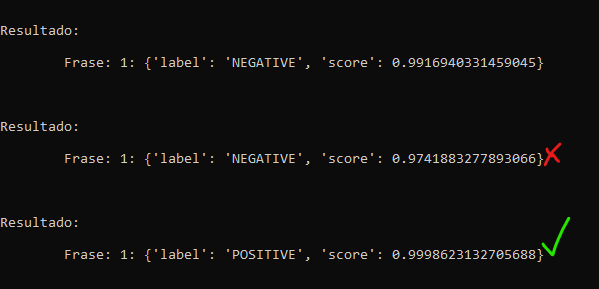 Resultado:
Frase: 1: {'label': 'NEGATIVE', 'score': 0.9916940331459045}
Resultado:
Frase: 1: {'label': 'NEGATIVE', 'score': 0.9741883277893066}
Resultado:
Frase: 1: {'label': 'POSITIVE', 'score': 0.9998623132705688}